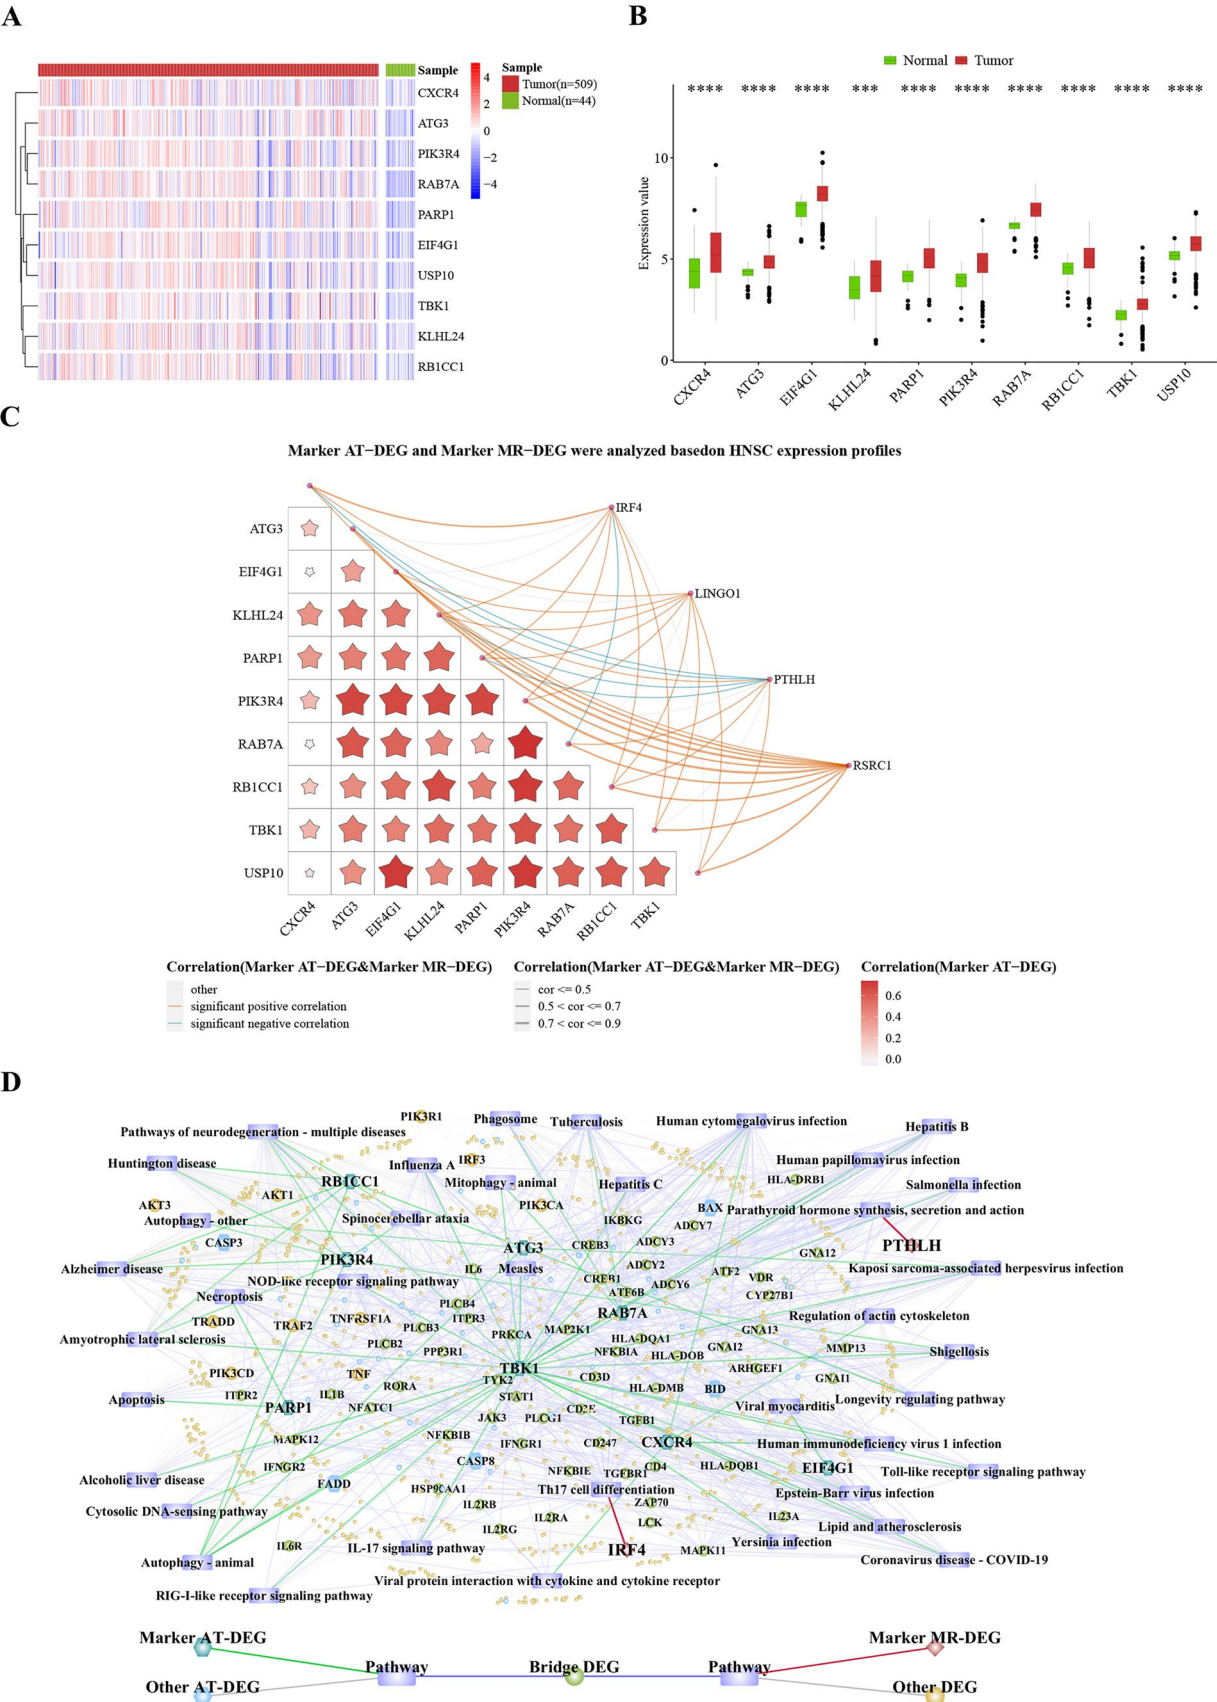 A
Sample
CXCR4
ATG3
PIK3R4
RAB7A
PARP1
EIF4G1
USP10
TBK1
KLHL24
RB1CC1
4
2
0
−2
−4
Sample
Tumor(n=509)
Normal(n=44)
B
Normal Tumor
**** **** **** *** **** **** **** **** **** ****
Expression value
10
5
0
CXCR4 ATG3 EIF4G1 KLHL24 PARP1 PIK3R4 RAB7A RB1CC1 TBK1 USP10
C
Marker AT−DEG and Marker MR−DEG were analyzed basedon HNSC expression profiles
IRF4
LINGO1
PTHLH
RSRC1
ATG3
EIF4G1
KLHL24
PARP1
PIK3R4
RAB7A
RB1CC1
TBK1
USP10
CXCR4 ATG3 EIF4G1 KLHL24 PARP1 PIK3R4 RAB7A RB1CC1 TBK1
Correlation(Marker AT−DEG&Marker MR−DEG)
other
significant positive correlation
significant negative correlation
Correlation(Marker AT−DEG&Marker MR−DEG)
cor <= 0.5
0.5 < cor <= 0.7
0.7 < cor <= 0.9
Correlation(Marker AT−DEG)
0.6
0.4
0.2
0.0
D
PIK3R1
Phagosome
Tuberculosis
Human cytomegalovirus infection
Hepatitis B
Pathways of neurodegeneration - multiple diseases
Huntington disease
Influenza A
IRF3
Human papillomavirus infection
RB1CC1
Mitophagy - animal
Hepatitis C
HLA-DRB1
Salmonella infection
AKT3
AKT1
PIK3CA
BAX
Parathyroid hormone synthesis, secretion and action
Autophagy - other
Spinocerebellar ataxia
IKBKG
ADCY7
CASP3
ATG3
CREB3
ADCY3
GNA12
PTHLH
PIK3R4
Alzheimer disease
IL6
Measles
ADCY2
ATF2
VDR
Kaposi sarcoma-associated herpesvirus infection
NOD-like receptor signaling pathway
CREB1
ADCY6
ATF6B
CYP27B1
Necroptosis
PLCB4
RAB7A
TRADD
TRAF2
TNFRSF1A
ITPR3
Regulation of actin cytoskeleton
PLCB3
PRKCA
MAP2K1
GNA13
Amyotrophic lateral sclerosis
PLCB2
PPP3R1
HLA-DQA1
NFKBIA
HLA-DOB
GNAI2
MMP13
Shigellosis
PIK3CD
TNF
TBK1
TYK2
CD3D
ARHGEF1
GNAI1
Apoptosis
ITPR2
IL1B
RORA
STAT1
HLA-DMB
BID
Longevity regulating pathway
PARP1
NFATC1
JAK3
PLCG1
CD2E
TGFB1
Viral myocarditis
MAPK12
NFKBIB
IFNGR1
CD247
CXCR4
Human immunodeficiency virus 1 infection
IFNGR2
CASP8
NFKBIE
TGFBR1
CD4
HLA-DQB1
EIF4G1
Toll-like receptor signaling pathway
Alcoholic liver disease
FADD
HSP90AA1
Th17 cell differentiation
Epstein-Barr virus infection
Cytosolic DNA-sensing pathway
IL2RB
IL2RA
ZAP70
LCK
IL23A
Lipid and atherosclerosis
IL2RG
IL6R
IL-17 signaling pathway
IRF4
MAPK11
Yersinia infection
Autophagy - animal
Coronavirus disease - COVID-19
Viral protein interaction with cytokine and cytokine receptor
RIG-I-like receptor signaling pathway
Marker AT-DEG
Marker MR-DEG
Pathway
Bridge DEG
Pathway
Other AT-DEG
Other DEG